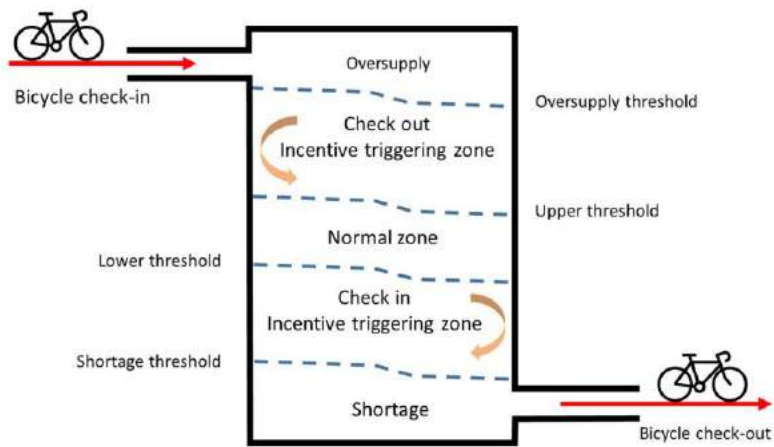 Oversupply
Bicycle check-in
Oversupply threshold
Check out
Incentive triggering zone
Upper threshold
Normal zone
Lower threshold
Check in
Incentive triggering zone
Shortage threshold
Shortage
Bicycle check-out